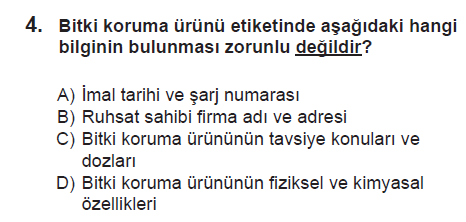 4. Bitki koruma ürünü etiketinde aşağıdaki hangi
bilginin bulunması zorunlu değildir?
A) İmal tarihi ve şarj numarası
B) Ruhsat sahibi firma adı ve adresi
C) Bitki koruma ürününün tavsiye konuları ve
dozları
D) Bitki koruma ürününün fiziksel ve kimyasal
özellikleri